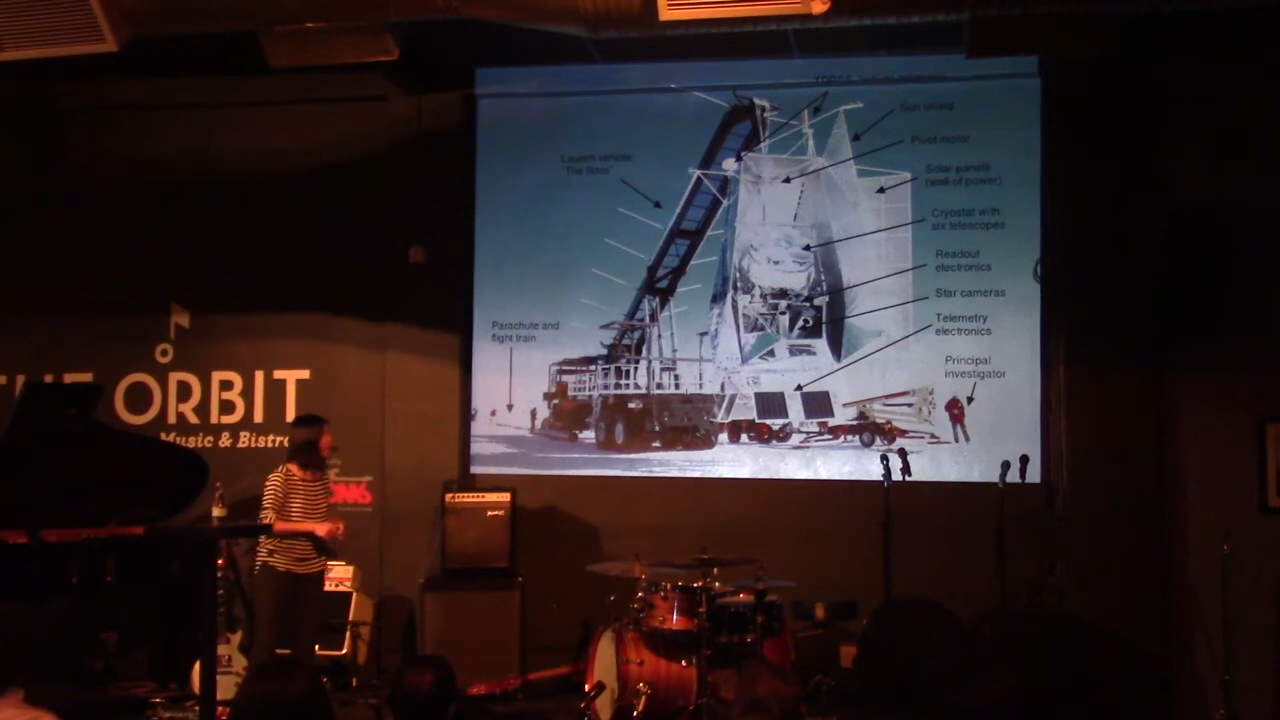 Sun shield
Pivot motor
Launch vehicle
"The Boss"
Solar panels
(wall of power)
Cryostat with
six telescopes
Readout
electronics
Star cameras
Telemetry
electronics
Parachute and
flight train
Principal
investigator
THE ORBIT
Music & Bistro